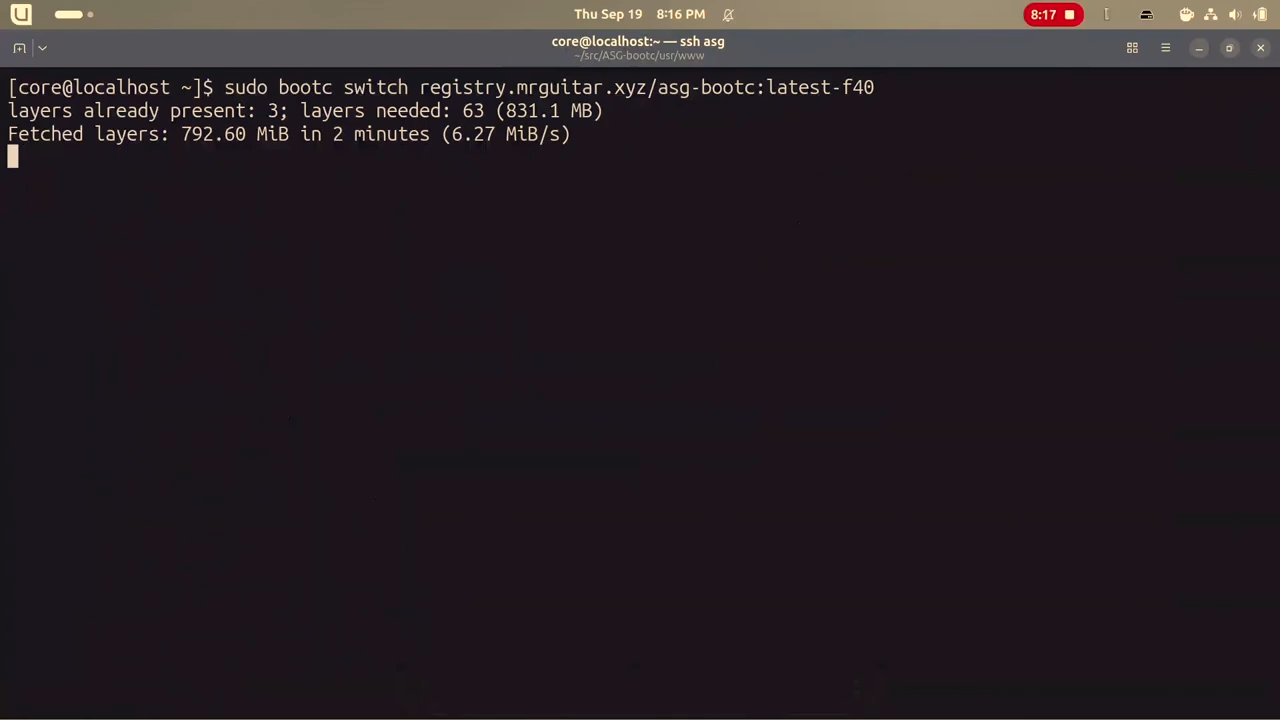 Thu Sep 19 8:16 PM
8:17
core@localhost:~ — ssh asg
~/src/ASG-bootc/usr/www
[core@localhost ~]$ sudo bootc switch registry.mrguitar.xyz/asg-bootc:latest-f40
layers already present: 3; layers needed: 63 (831.1 MB)
Fetched layers: 792.60 MiB in 2 minutes (6.27 MiB/s)